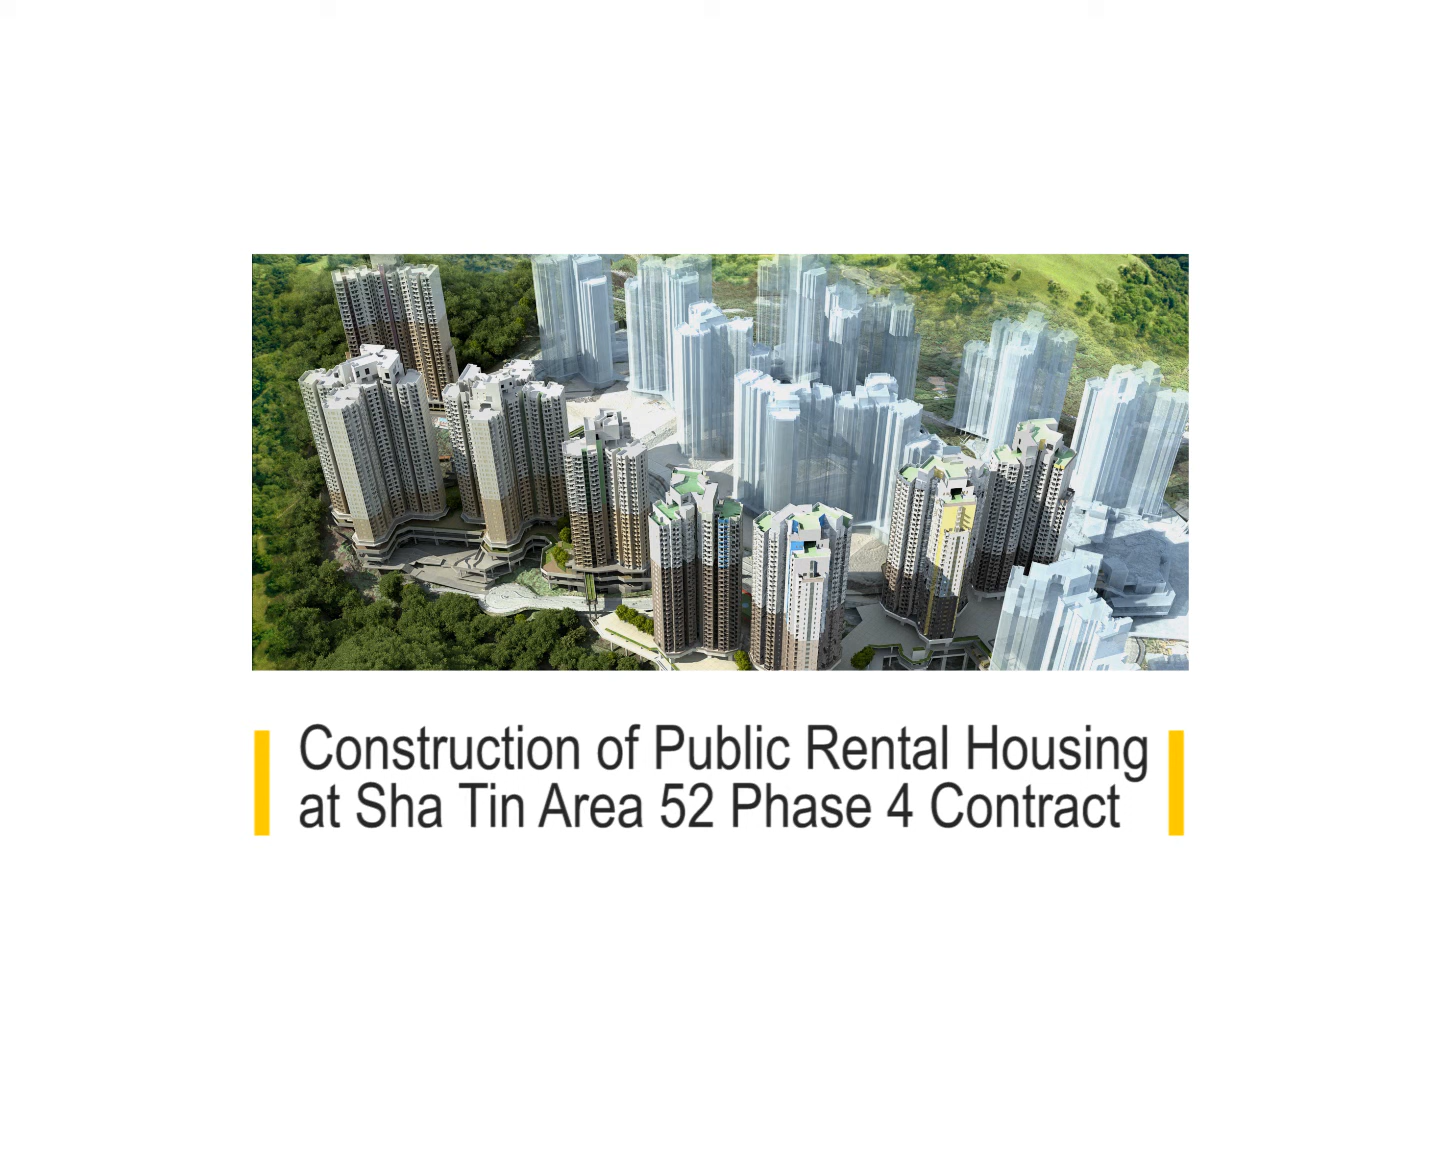 Construction of Public Rental Housing
at Sha Tin Area 52 Phase 4 Contract